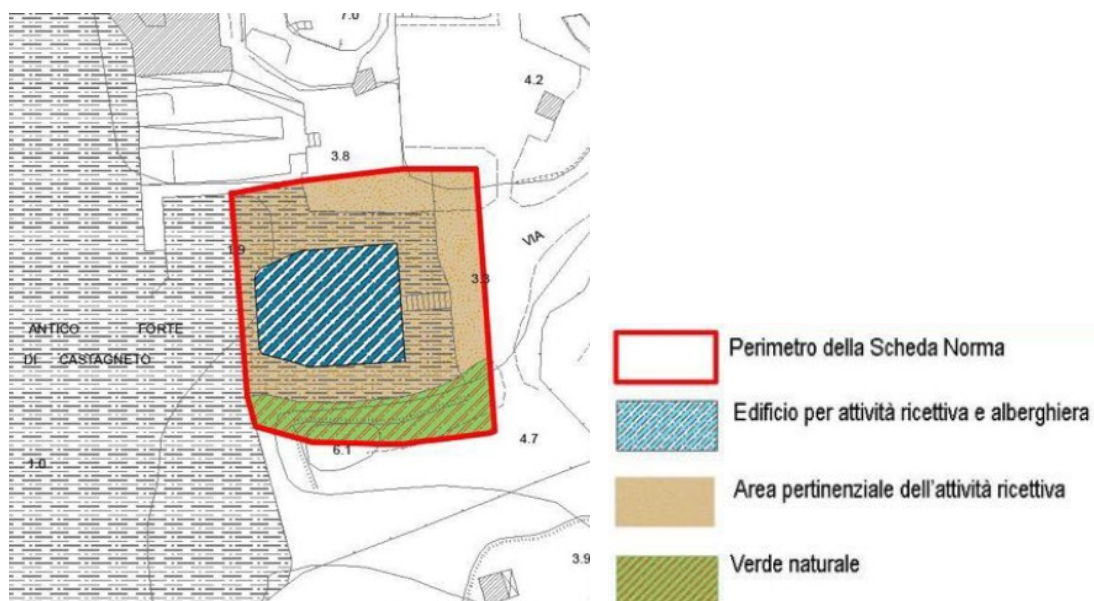 7.0
4.2
3.8
VIA
1.9
3.3
ANTICO FORTE
DI CASTAGNETO
4.7
6.1
1.0
3.9
Perimetro della Scheda Norma
Edificio per attività ricettiva e alberghiera
Area pertinenziale dell'attività ricettiva
Verde naturale